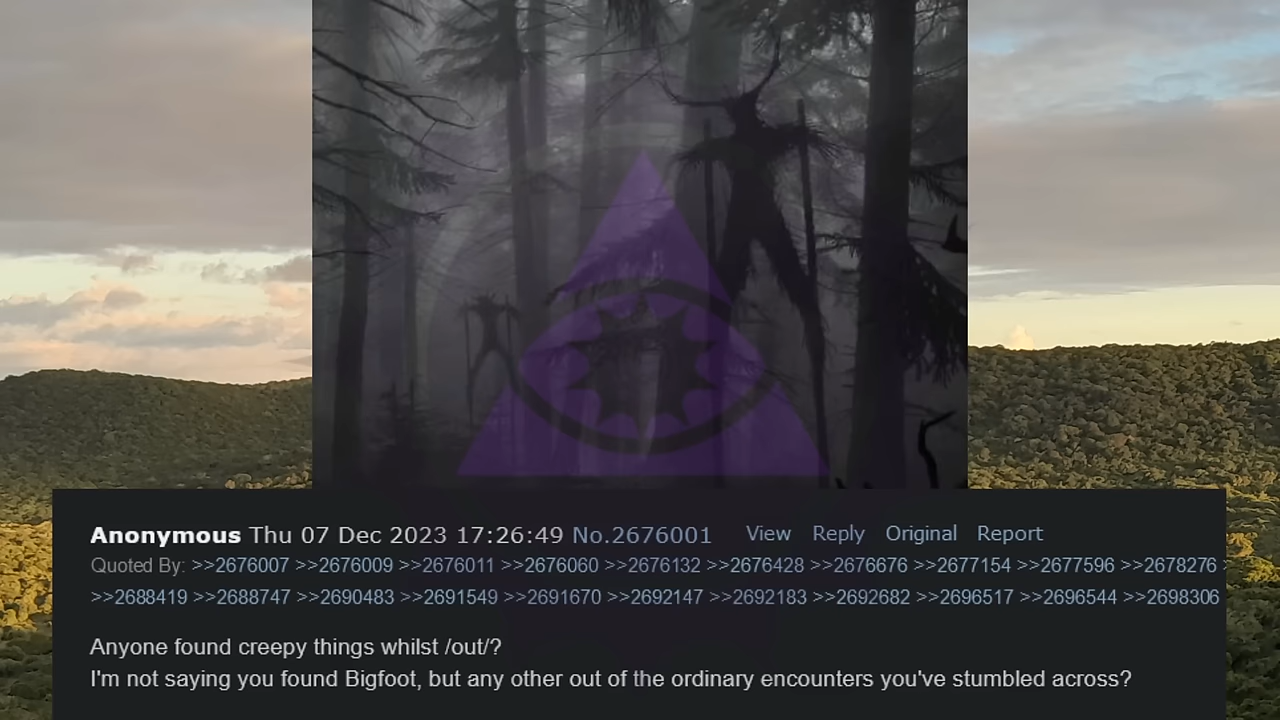 Anonymous Thu 07 Dec 2023 17:26:49 No.2676001 View Reply Original Report
Quoted By: >>2676007 >>2676009 >>2676011 >>2676060 >>2676132 >>2676428 >>2676676 >>2677154 >>2677596 >>2678276
>>2688419 >>2688747 >>2690483 >>2691549 >>2691670 >>2692147 >>2692183 >>2692682 >>2696517 >>2696544 >>2698306
Anyone found creepy things whilst /out/?
I'm not saying you found Bigfoot, but any other out of the ordinary encounters you've stumbled across?